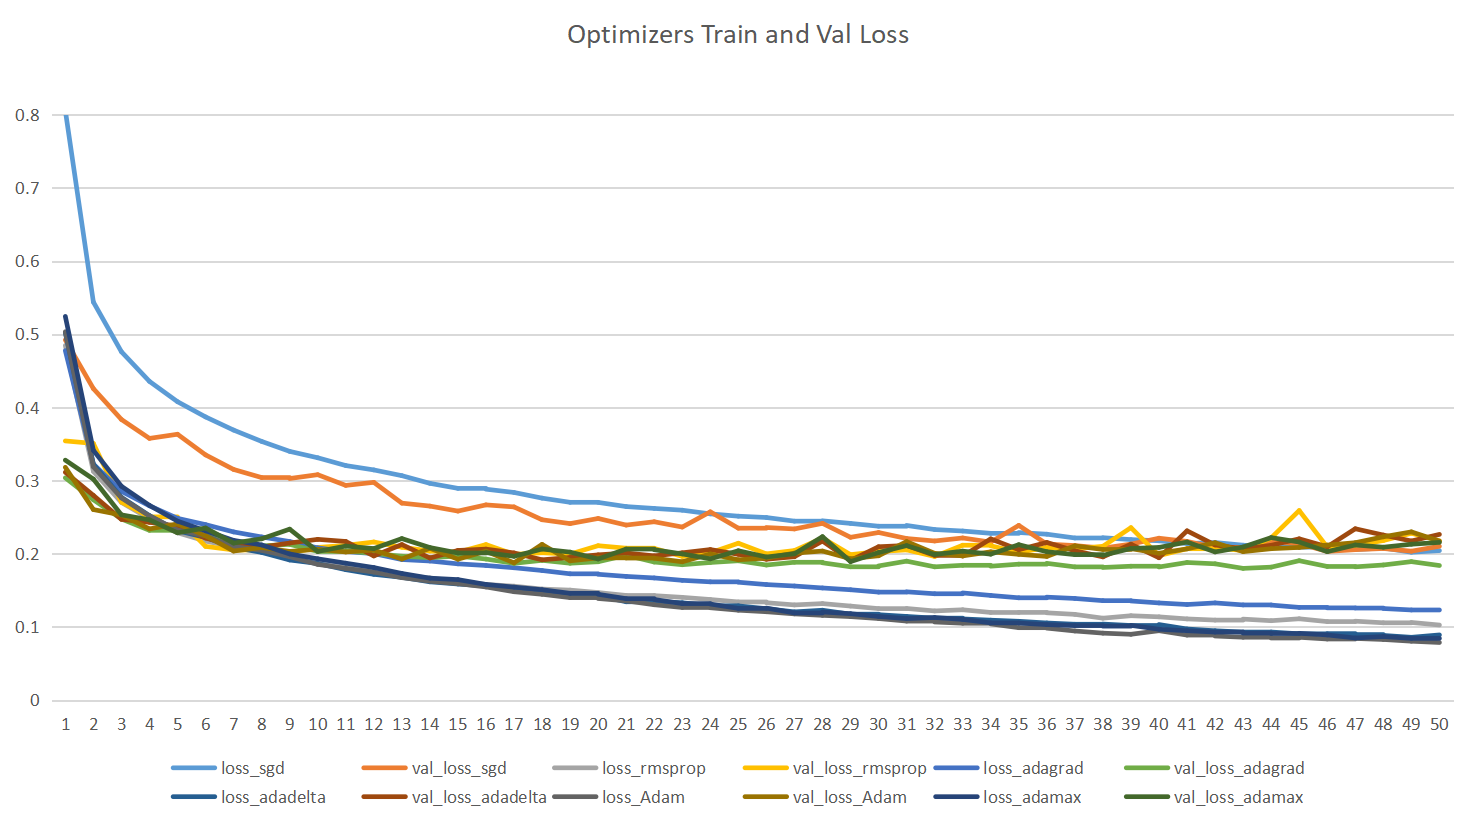 Optimizers Train and Val Loss
0.8
0.7
0.6
0.5
0.4
0.3
0.2
0.1
0
1 2 3 4 5 6 7 8 9 10 11 12 13 14 15 16 17 18 19 20 21 22 23 24 25 26 27 28 29 30 31 32 33 34 35 36 37 38 39 40 41 42 43 44 45 46 47 48 49 50
loss_sgd val_loss_sgd loss_rmsprop val_loss_rmsprop loss_adagrad val_loss_adagrad
loss_adadelta val_loss_adadelta loss_Adam val_loss_Adam loss_adamax val_loss_adamax